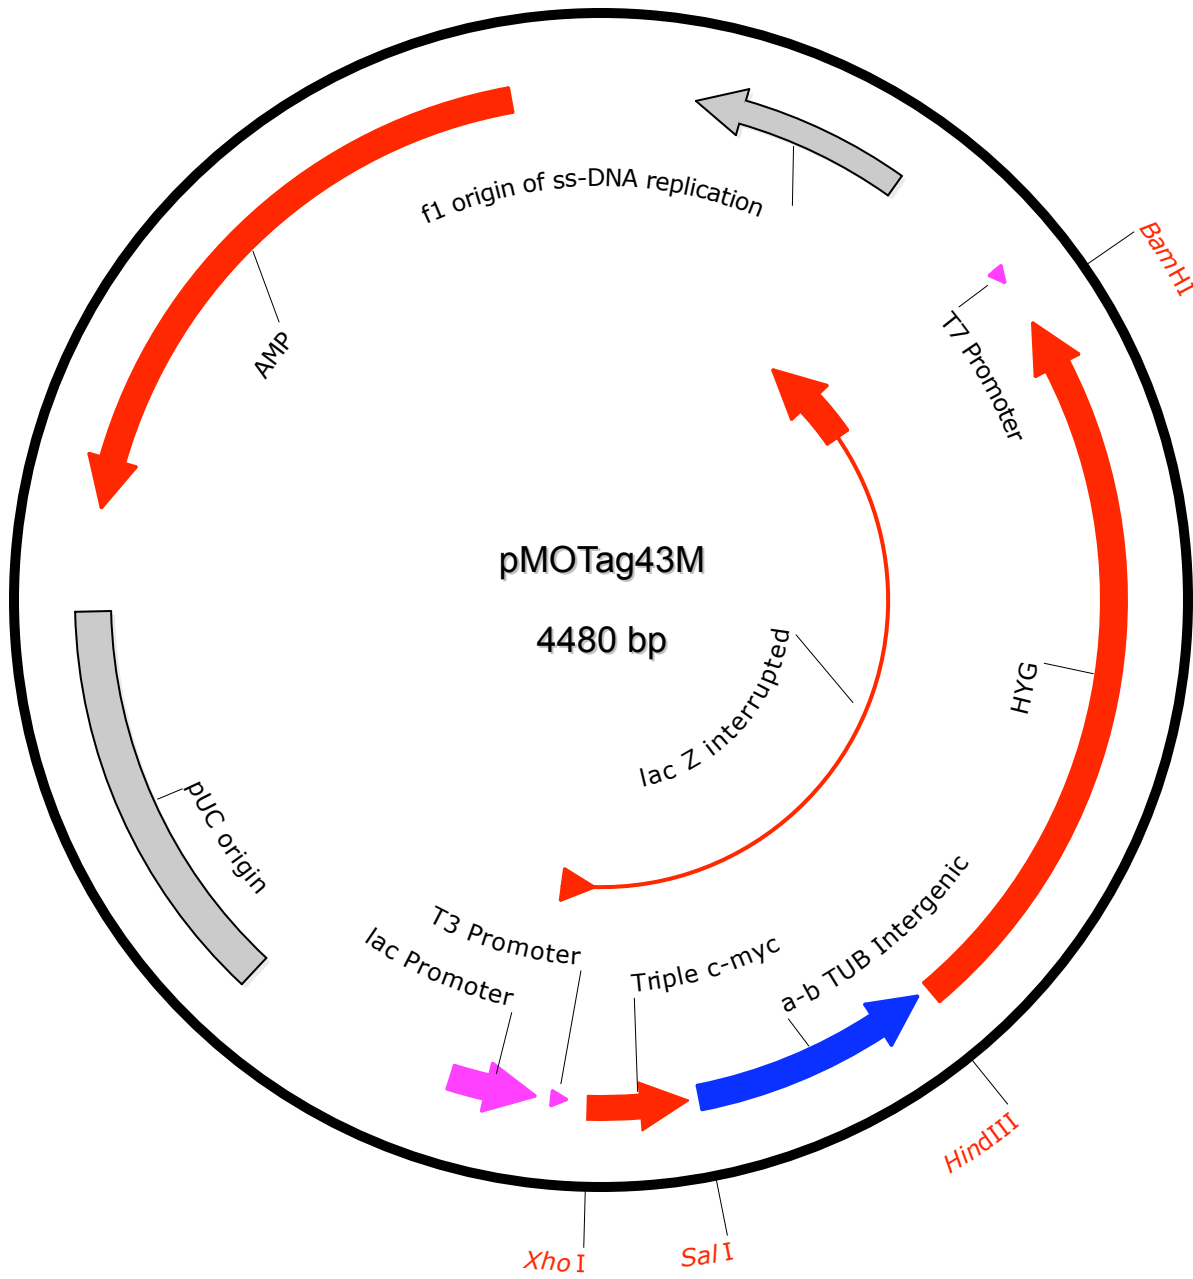 f1 origin of ss-DNA replication
BamHI
T7 Promoter
AMP
pMOTag43M
4480 bp
lac Z interrupted
HYG
pUC origin
a-b TUB Intergenic
T3 Promoter
Triple c-myc
lac Promoter
HindIII
Xho I
Sal I